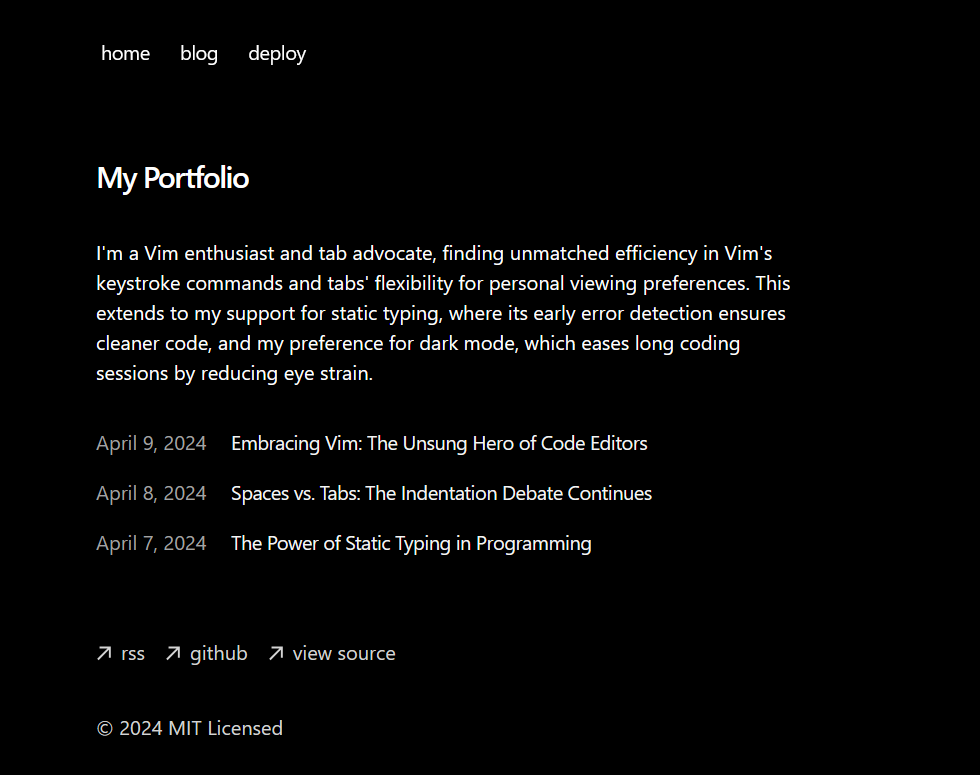 home blog deploy
My Portfolio
I'm a Vim enthusiast and tab advocate, finding unmatched efficiency in Vim's
keystroke commands and tabs' flexibility for personal viewing preferences. This
extends to my support for static typing, where its early error detection ensures
cleaner code, and my preference for dark mode, which eases long coding
sessions by reducing eye strain.
April 9, 2024 Embracing Vim: The Unsung Hero of Code Editors
April 8, 2024 Spaces vs. Tabs: The Indentation Debate Continues
April 7, 2024 The Power of Static Typing in Programming
rss github view source
© 2024 MIT Licensed